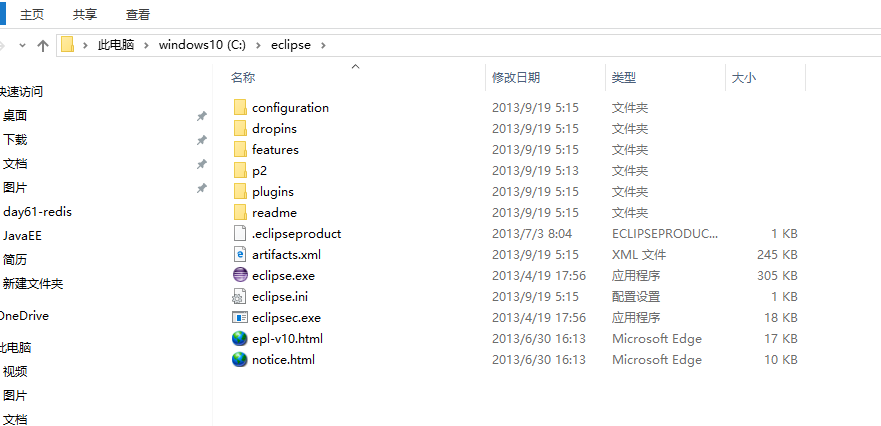 主页 共享 查看
此电脑 windows10 (C:) eclipse
名称 修改日期 类型 大小
快速访问
桌面
下载
文档
图片
day61-redis
JavaEE
简历
新建文件夹
OneDrive
此电脑
视频
图片
文档
configuration 2013/9/19 5:15 文件夹
dropins 2013/9/19 5:15 文件夹
features 2013/9/19 5:15 文件夹
p2 2013/9/19 5:13 文件夹
plugins 2013/9/19 5:15 文件夹
readme 2013/9/19 5:15 文件夹
.eclipseproduct 2013/7/3 8:04 ECLIPSEPRODUC... 1 KB
artifacts.xml 2013/9/19 5:15 XML 文件 245 KB
eclipse.exe 2013/4/19 17:56 应用程序 305 KB
eclipse.ini 2013/9/19 5:15 配置设置 1 KB
eclipsec.exe 2013/4/19 17:56 应用程序 18 KB
epl-v10.html 2013/6/30 16:13 Microsoft Edge 17 KB
notice.html 2013/6/30 16:13 Microsoft Edge 10 KB